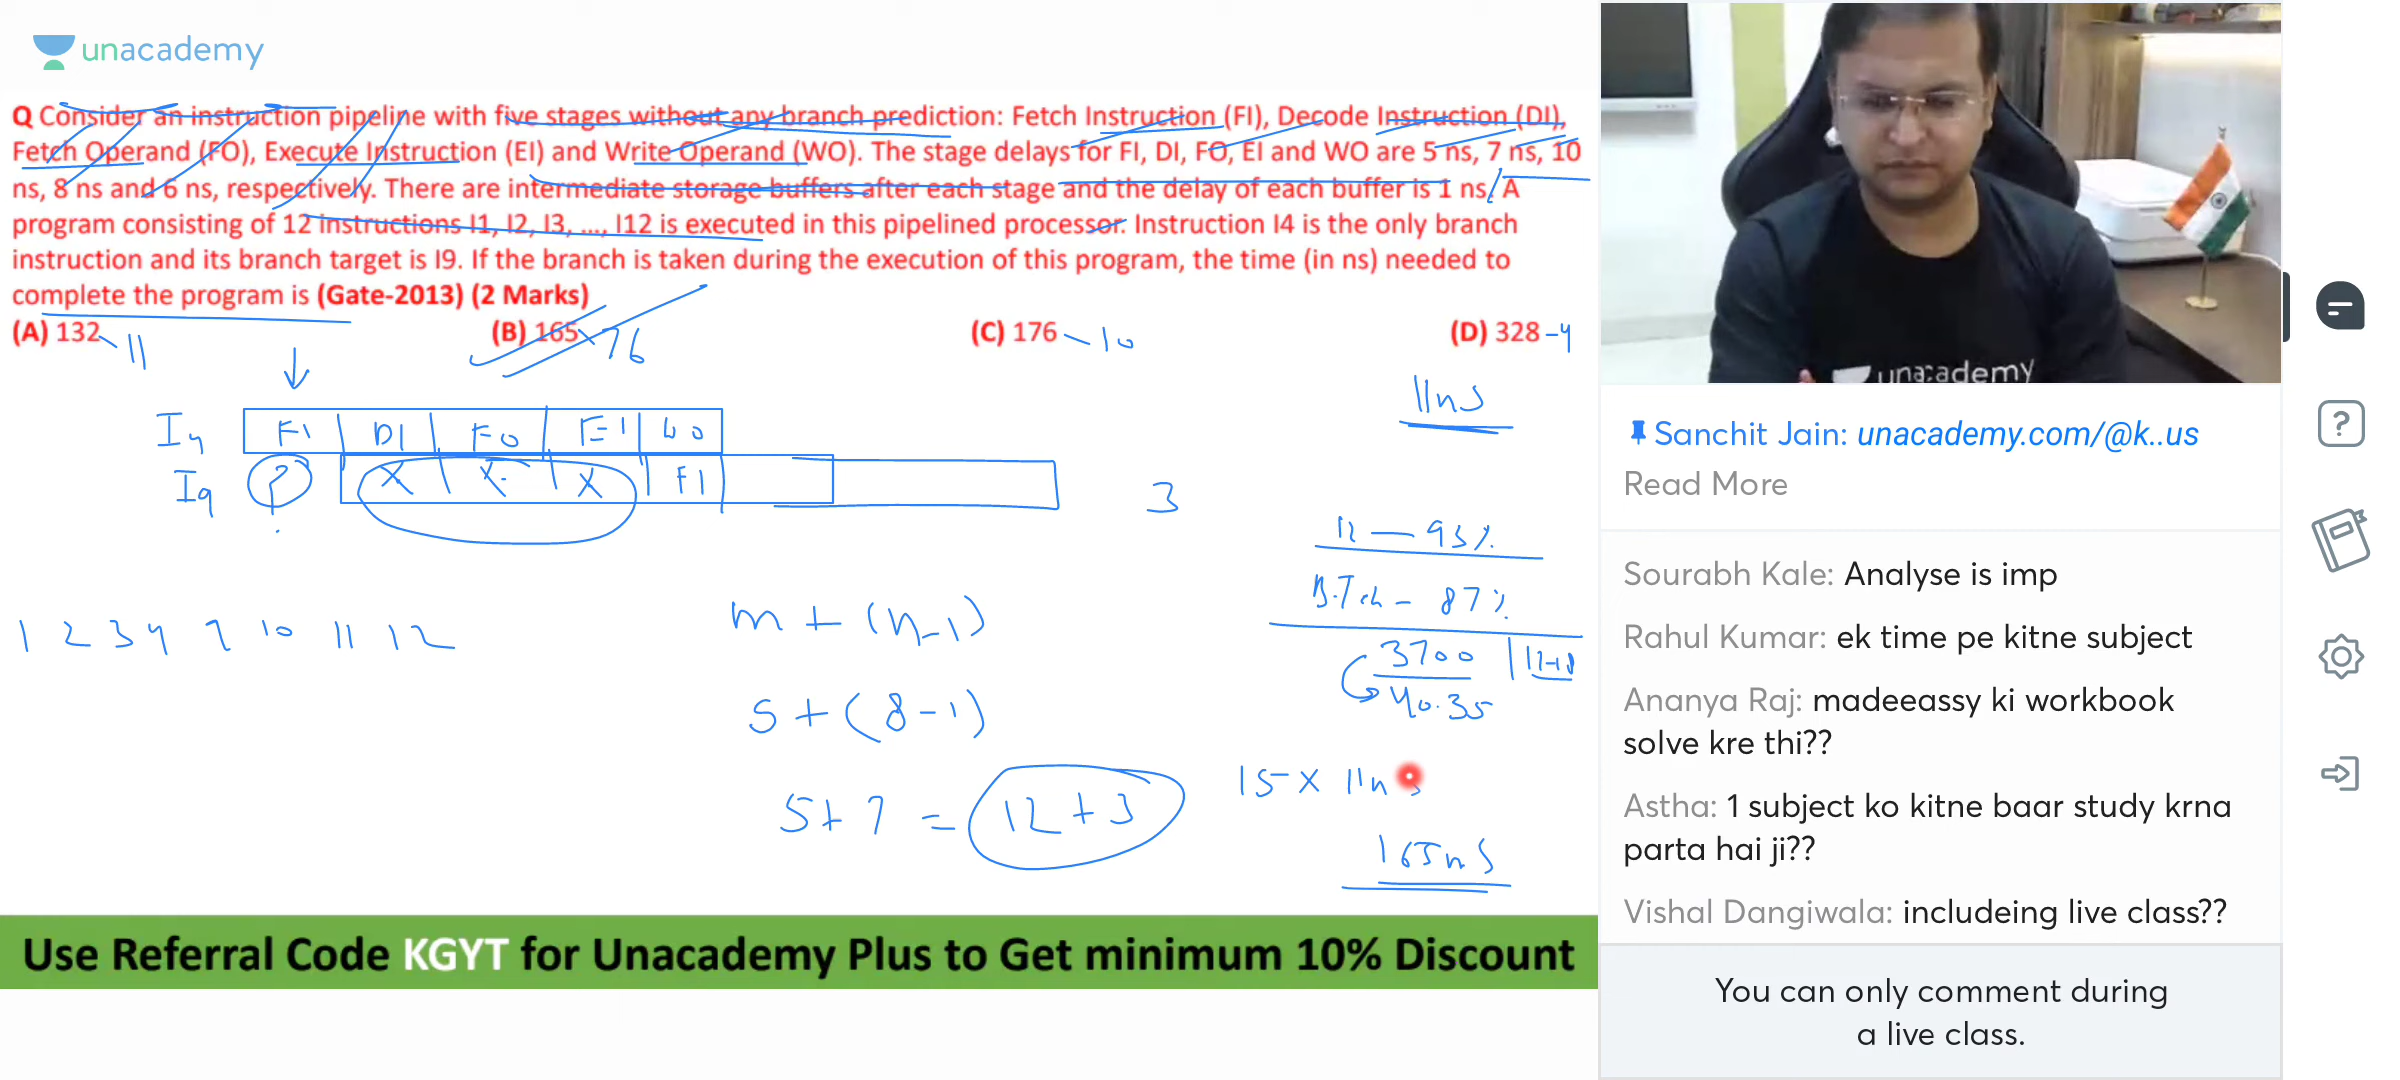 unacademy
Q Consider an instruction pipeline with five stages without any branch prediction: Fetch Instruction (FI), Decode Instruction (DI),
Fetch Operand (FO), Execute Instruction (EI) and Write Operand (WO). The stage delays for FI, DI, FO, EI and WO are 5 ns, 7 ns, 10
ns, 8 ns and 6 ns, respectively. There are intermediate storage buffers after each stage and the delay of each buffer is 1 ns. A
program consisting of 12 instructions I1, I2, I3, ..., I12 is executed in this pipelined processor. Instruction I4 is the only branch
instruction and its branch target is I9. If the branch is taken during the execution of this program, the time (in ns) needed to
complete the program is (Gate-2013) (2 Marks)
(A) 132 (B) 165 (C) 176 (D) 328
11 76 10 -4
11ns
I4 FI DI FO EI WO
I9 ? X X X FI
3
12 — 93%
B.Tch - 87%
3700
40.35
1 2 3 4 9 10 11 12
m + (n-1)
5 + (8-1)
5+7 = 12+3
15 x 11ns
165ns
Use Referral Code KGYT for Unacademy Plus to Get minimum 10% Discount
unacademy
Sanchit Jain: unacademy.com/@k..us
Read More
Sourabh Kale: Analyse is imp
Rahul Kumar: ek time pe kitne subject
Ananya Raj: madeeassy ki workbook
solve kre thi??
Astha: 1 subject ko kitne baar study krna
parta hai ji??
Vishal Dangiwala: includeing live class??
You can only comment during
a live class.